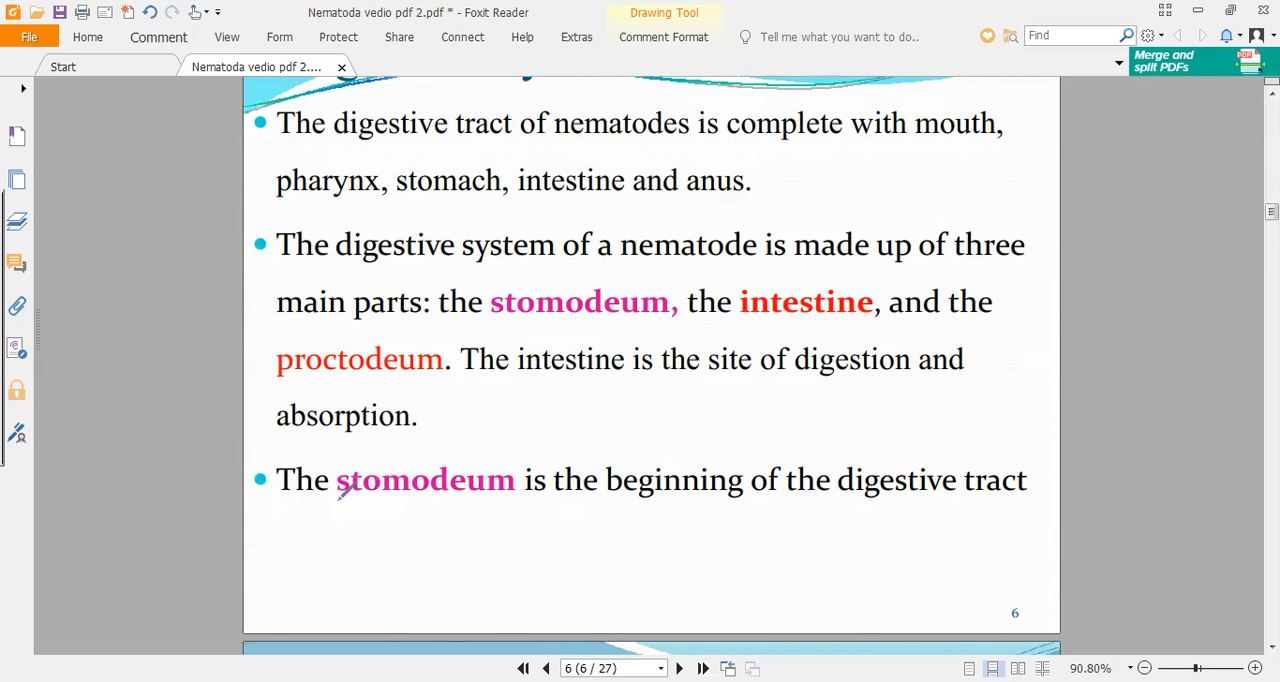 Nematoda vedio pdf 2.pdf * - Foxit Reader
Drawing Tool
File Home Comment View Form Protect Share Connect Help Extras Comment Format Tell me what you want to do.. Find
Start Nematoda vedio pdf 2.... Merge and split PDFs
PDF
The digestive tract of nematodes is complete with mouth,
pharynx, stomach, intestine and anus.
The digestive system of a nematode is made up of three
main parts: the stomodeum, the intestine, and the
proctodeum. The intestine is the site of digestion and
absorption.
The stomodeum is the beginning of the digestive tract
6
6 (6 / 27) 90.80%